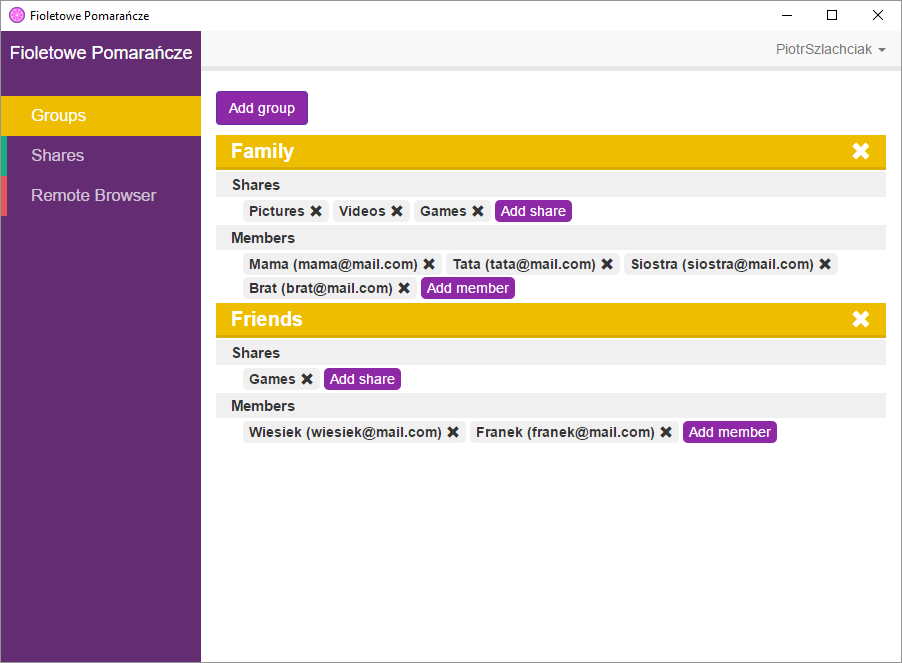 Fioletowe Pomarańcze
Fioletowe Pomarańcze
PiotrSzlachciak
Groups
Shares
Remote Browser
Add group
Family
Shares
Pictures Videos Games Add share
Members
Mama (mama@mail.com) Tata (tata@mail.com) Siostra (siostra@mail.com)
Brat (brat@mail.com) Add member
Friends
Shares
Games Add share
Members
Wiesiek (wiesiek@mail.com) Franek (franek@mail.com) Add member